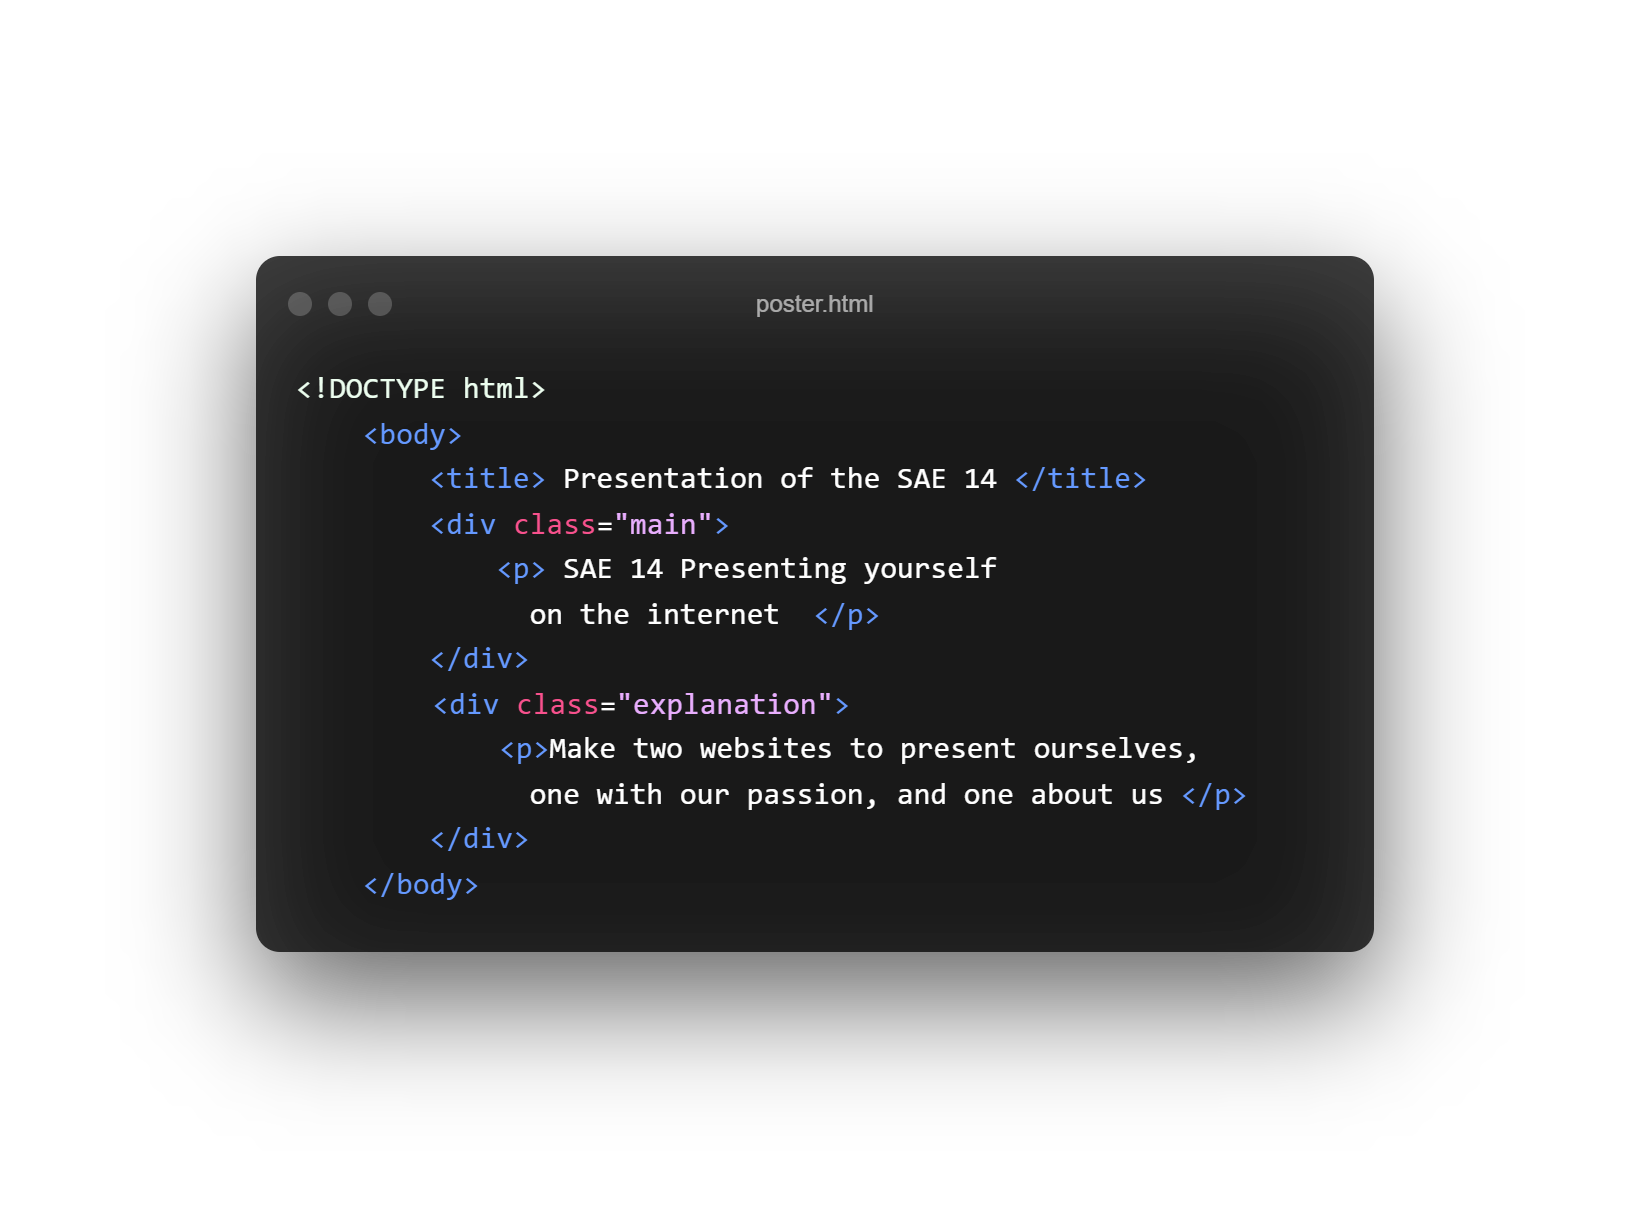 poster.html
<!DOCTYPE html>
<body>
<title> Presentation of the SAE 14 </title>
<div class="main">
<p> SAE 14 Presenting yourself
on the internet  </p>
</div>
<div class="explanation">
<p>Make two websites to present ourselves,
one with our passion, and one about us </p>
</div>
</body>